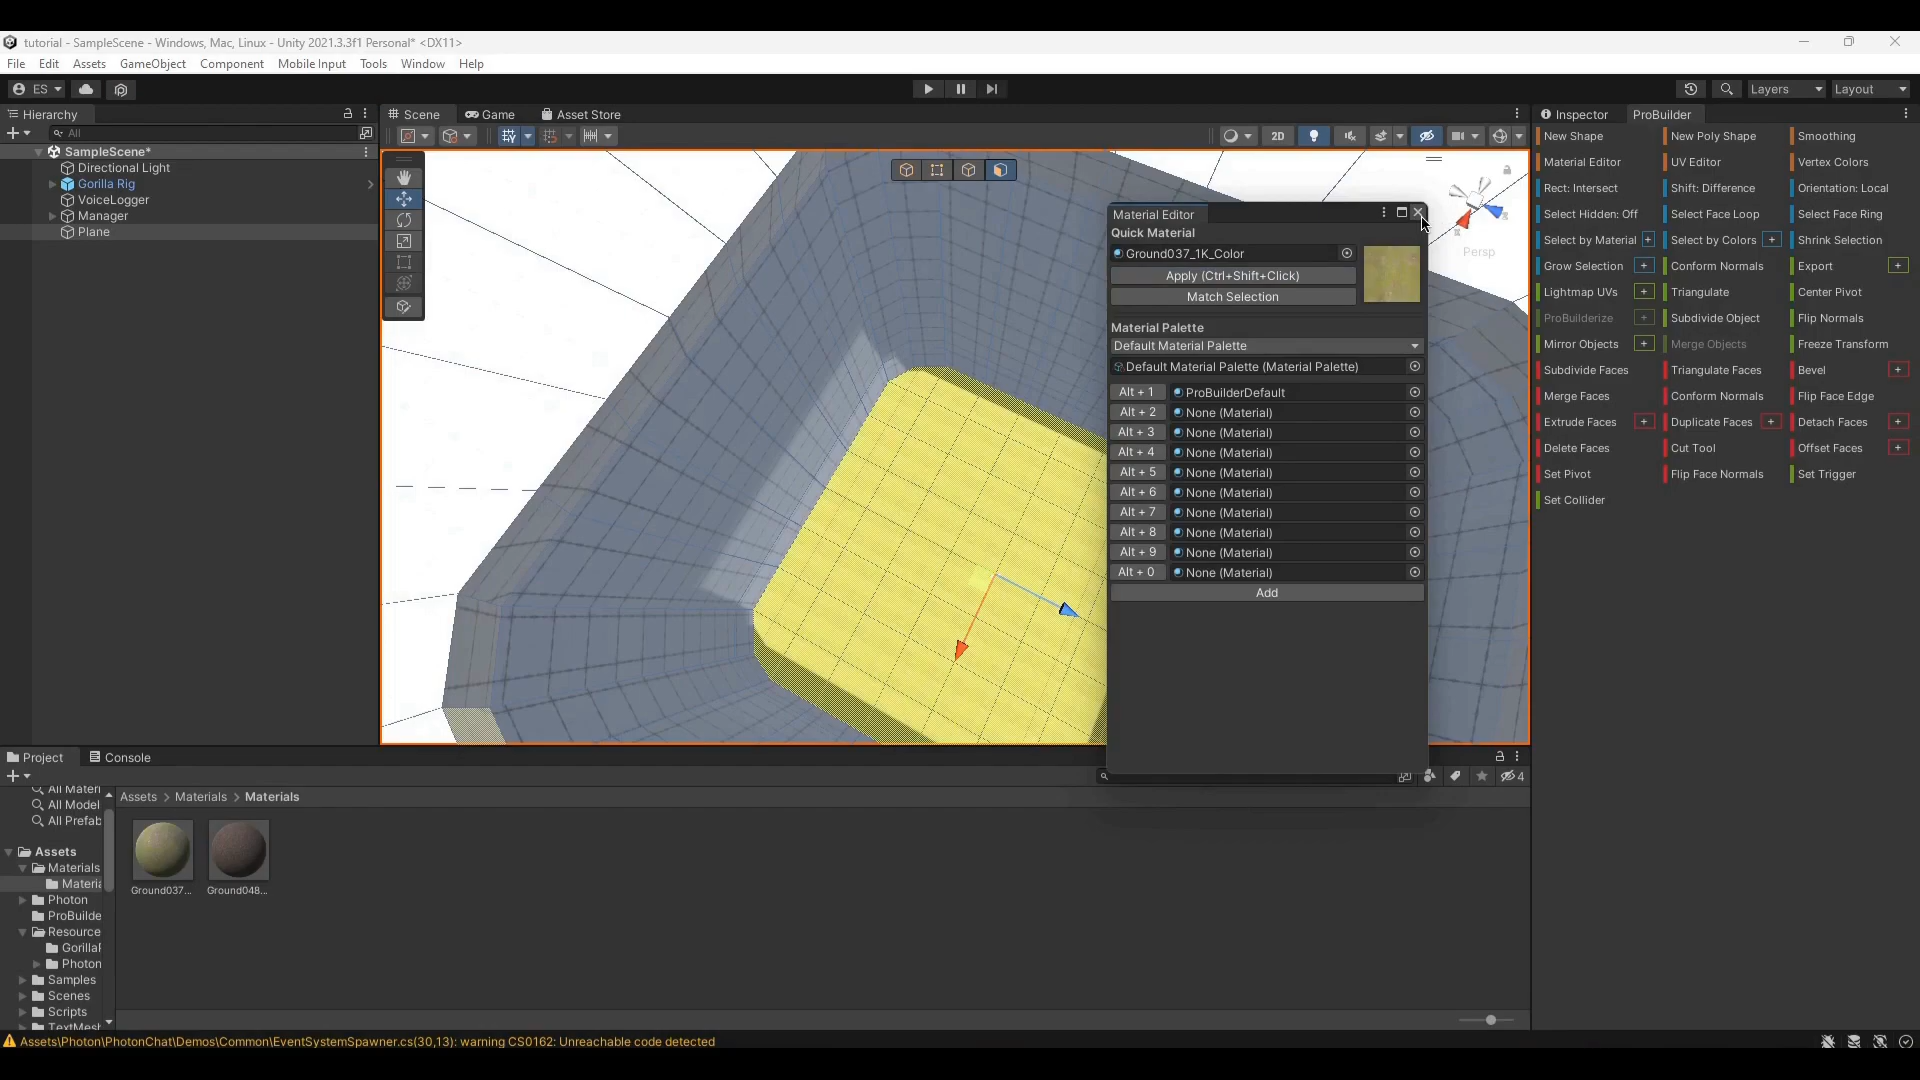 tutorial - SampleScene - Windows, Mac, Linux - Unity 2021.3.3f1 Personal* <DX11>
File Edit Assets GameObject Component Mobile Input Tools Window Help
ES
Layers Layout
Hierarchy
Scene Game Asset Store
Inspector ProBuilder
All
2D
SampleScene*
Directional Light
Gorilla Rig
VoiceLogger
Manager
Plane
Persp
Material Editor
Quick Material
Ground037_1K_Color
Apply (Ctrl+Shift+Click)
Match Selection
Material Palette
Default Material Palette
Default Material Palette (Material Palette)
Alt + 1 ProBuilderDefault
Alt + 2 None (Material)
Alt + 3 None (Material)
Alt + 4 None (Material)
Alt + 5 None (Material)
Alt + 6 None (Material)
Alt + 7 None (Material)
Alt + 8 None (Material)
Alt + 9 None (Material)
Alt + 0 None (Material)
Add
New Shape New Poly Shape Smoothing
Material Editor UV Editor Vertex Colors
Rect: Intersect Shift: Difference Orientation: Local
Select Hidden: Off Select Face Loop Select Face Ring
Select by Material + Select by Colors + Shrink Selection
Grow Selection + Conform Normals Export +
Lightmap UVs + Triangulate Center Pivot
ProBuilderize + Subdivide Object Flip Normals
Mirror Objects + Merge Objects Freeze Transform
Subdivide Faces Triangulate Faces Bevel +
Merge Faces Conform Normals Flip Face Edge
Extrude Faces + Duplicate Faces + Detach Faces +
Delete Faces Cut Tool Offset Faces +
Set Pivot Flip Face Normals Set Trigger
Set Collider
Project Console
4
All Materi
All Model
All Prefab
Assets
Materials
Materia
Photon
ProBuilde
Resource
Gorillaf
Photon
Samples
Scenes
Scripts
TextMesh
Assets > Materials > Materials
Ground037... Ground048...
Assets\Photon\PhotonChat\Demos\Common\EventSystemSpawner.cs(30,13): warning CS0162: Unreachable code detected